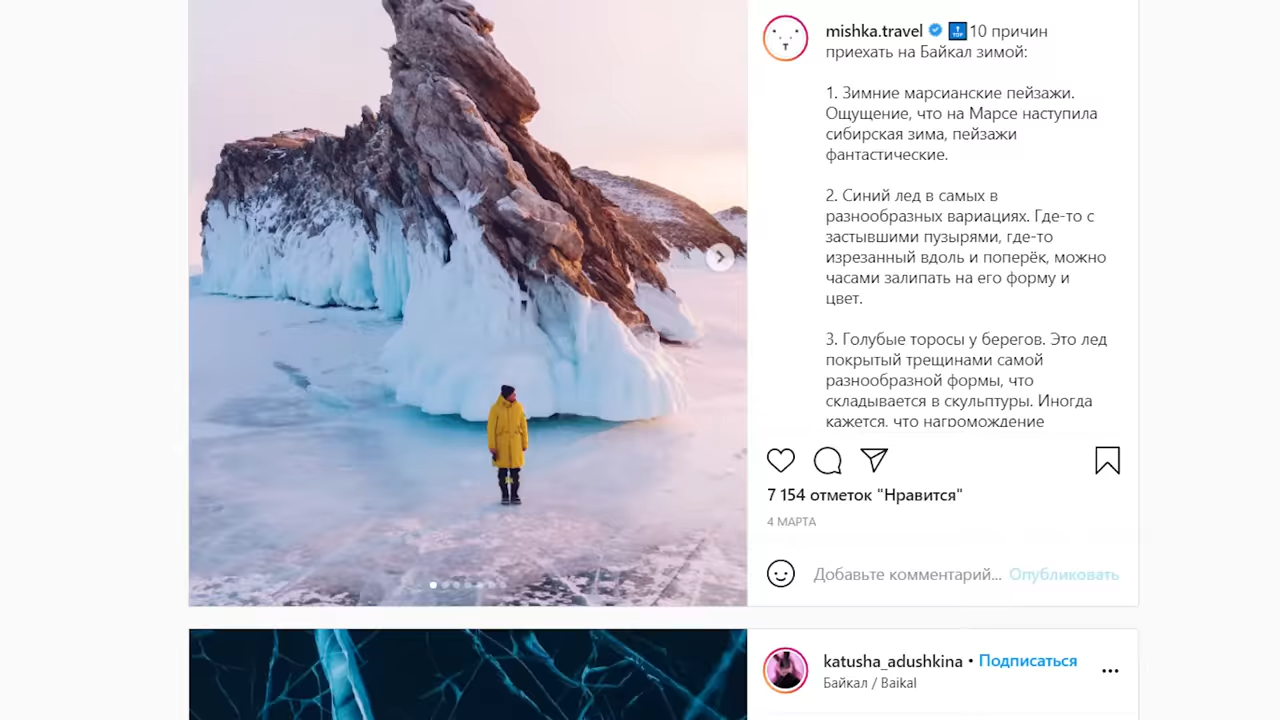 mishka.travel 🔝10 причин
приехать на Байкал зимой:
1. Зимние марсианские пейзажи.
Ощущение, что на Марсе наступила
сибирская зима, пейзажи
фантастические.
2. Синий лед в самых в
разнообразных вариациях. Где-то с
застывшими пузырями, где-то
изрезанный вдоль и поперёк, можно
часами залипать на его форму и
цвет.
3. Голубые торосы у берегов. Это лед
покрытый трещинами самой
разнообразной формы, что
складывается в скульптуры. Иногда
кажется, что нагромождение
7 154 отметок "Нравится"
4 МАРТА
Добавьте комментарий... Опубликовать
katusha_adushkina • Подписаться
Байкал / Baikal